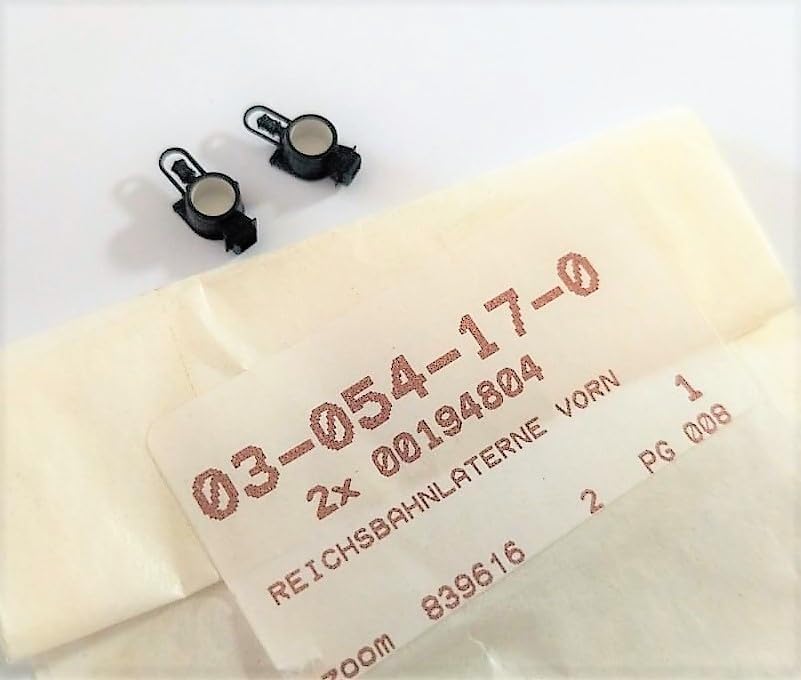 03-054-17-0
2x 00194804
REICHSBAHNLATERNE VORN 1
839616 2 PG 008
zoom